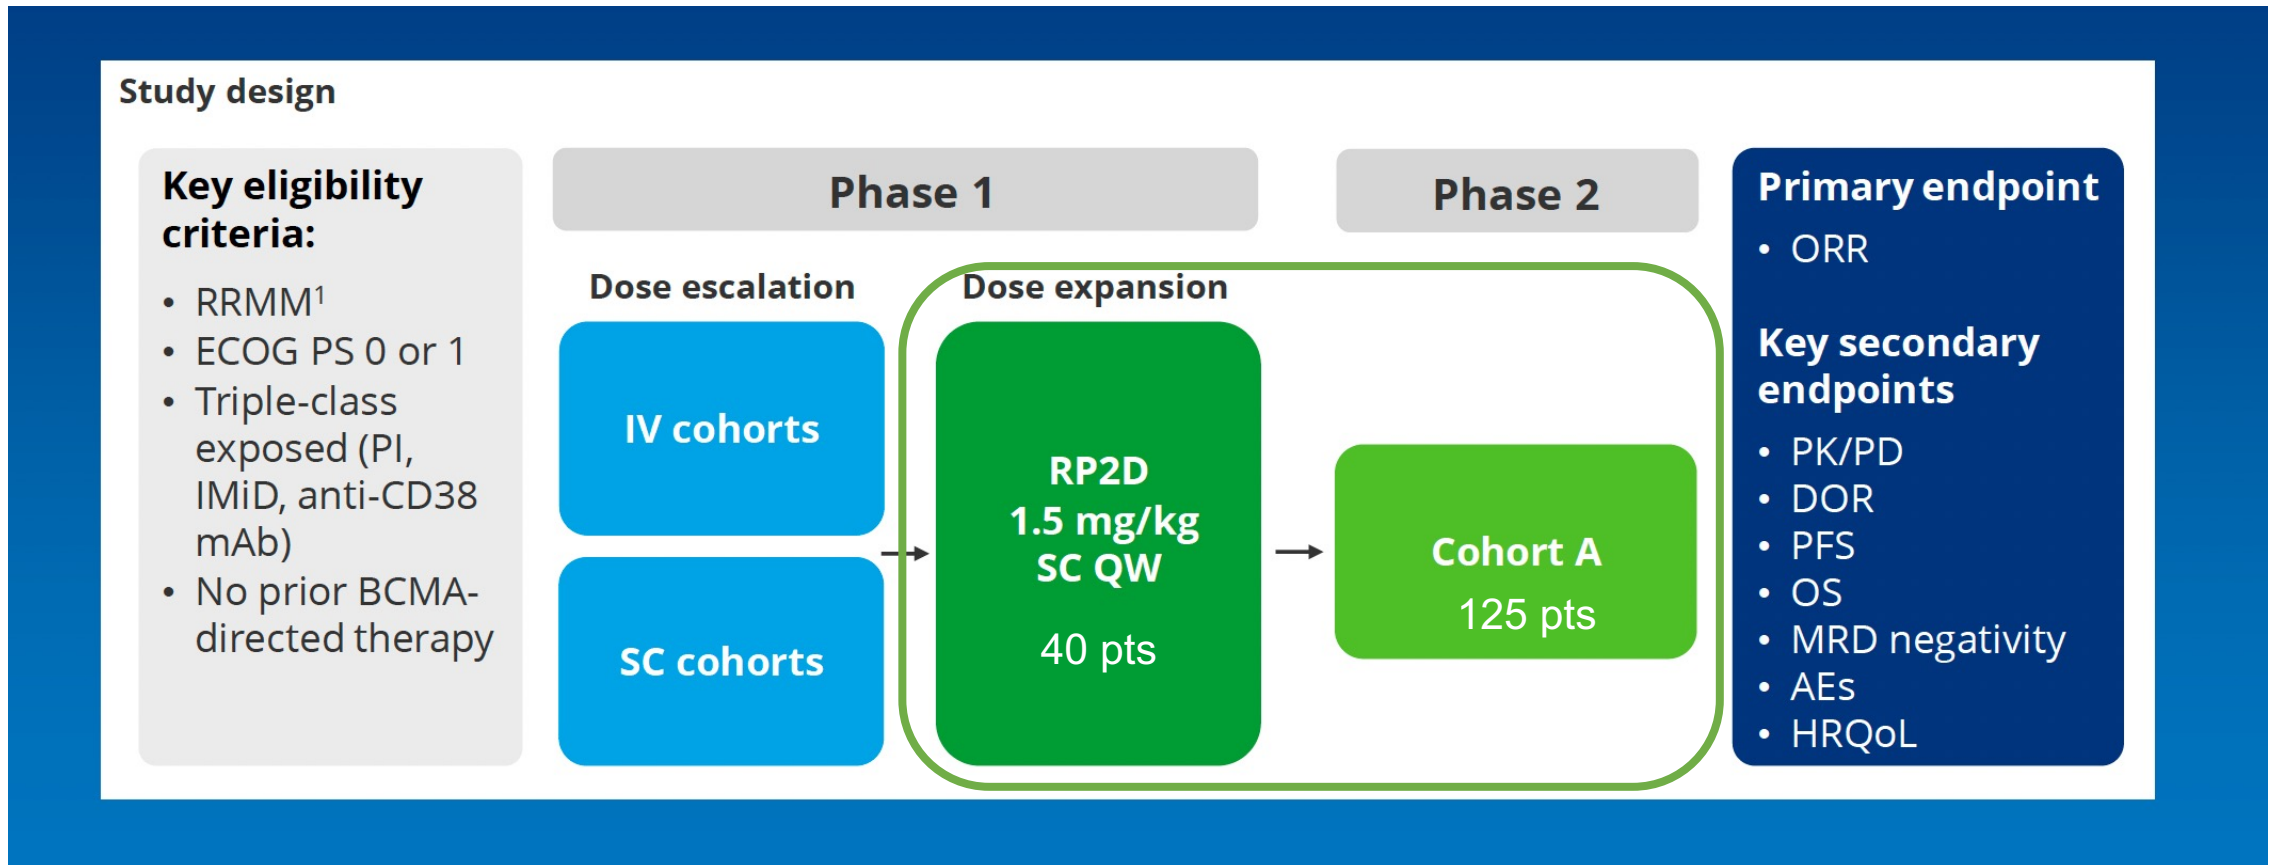 Study design
Key eligibility
criteria:
• RRMM¹
• ECOG PS 0 or 1
• Triple-class
exposed (PI,
IMiD, anti-CD38
mAb)
• No prior BCMA-
directed therapy
Phase 1
Dose escalation
IV cohorts
SC cohorts
Dose expansion
RP2D
1.5 mg/kg
SC QW
40 pts
Phase 2
Cohort A
125 pts
Primary endpoint
• ORR
Key secondary
endpoints
• PK/PD
• DOR
• PFS
• OS
• MRD negativity
• AEs
• HRQoL